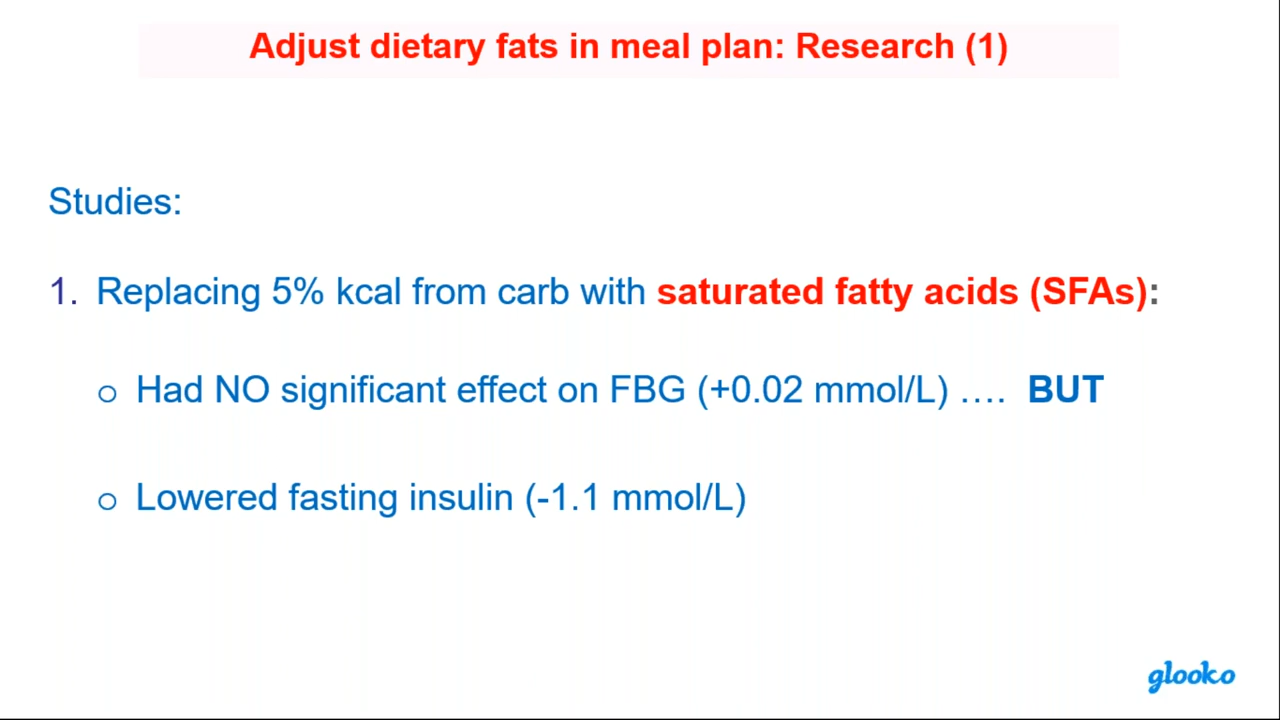 Adjust dietary fats in meal plan: Research (1)
Studies:
1. Replacing 5% kcal from carb with saturated fatty acids (SFAs):
o Had NO significant effect on FBG (+0.02 mmol/L) .... BUT
o Lowered fasting insulin (-1.1 mmol/L)
glooko